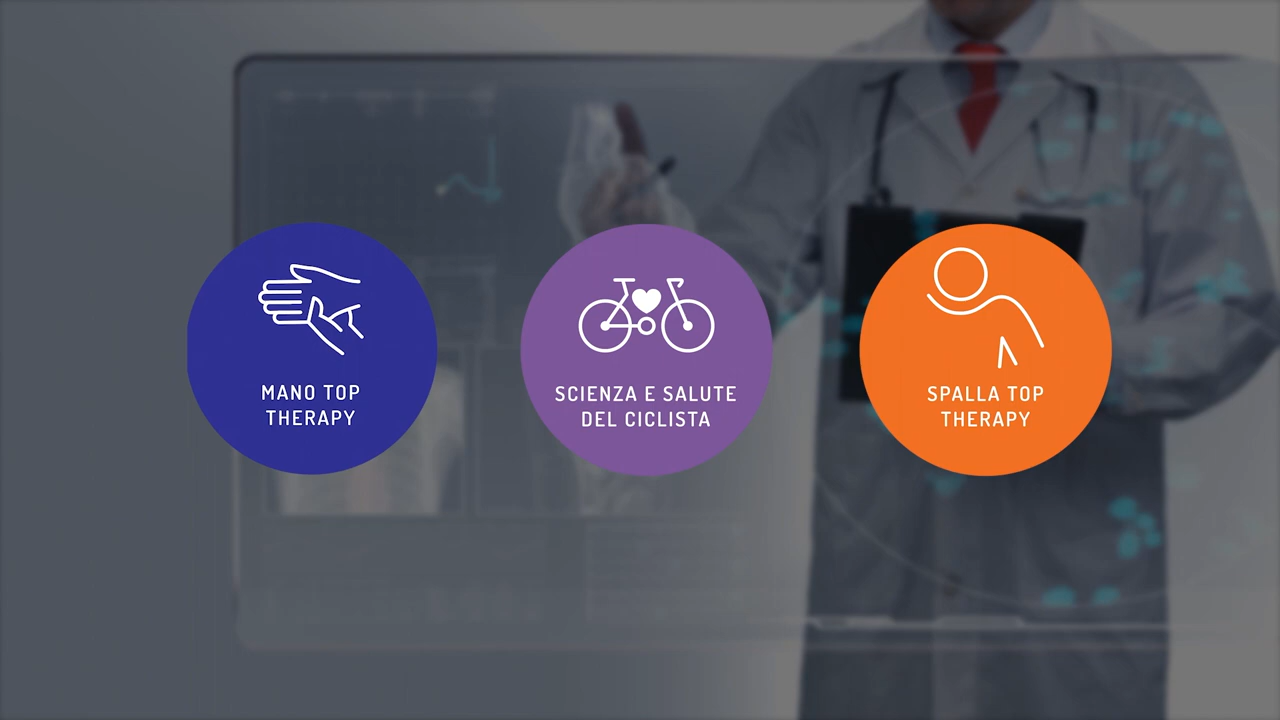 MANO TOP
THERAPY
SCIENZA E SALUTE
DEL CICLISTA
SPALLA TOP
THERAPY